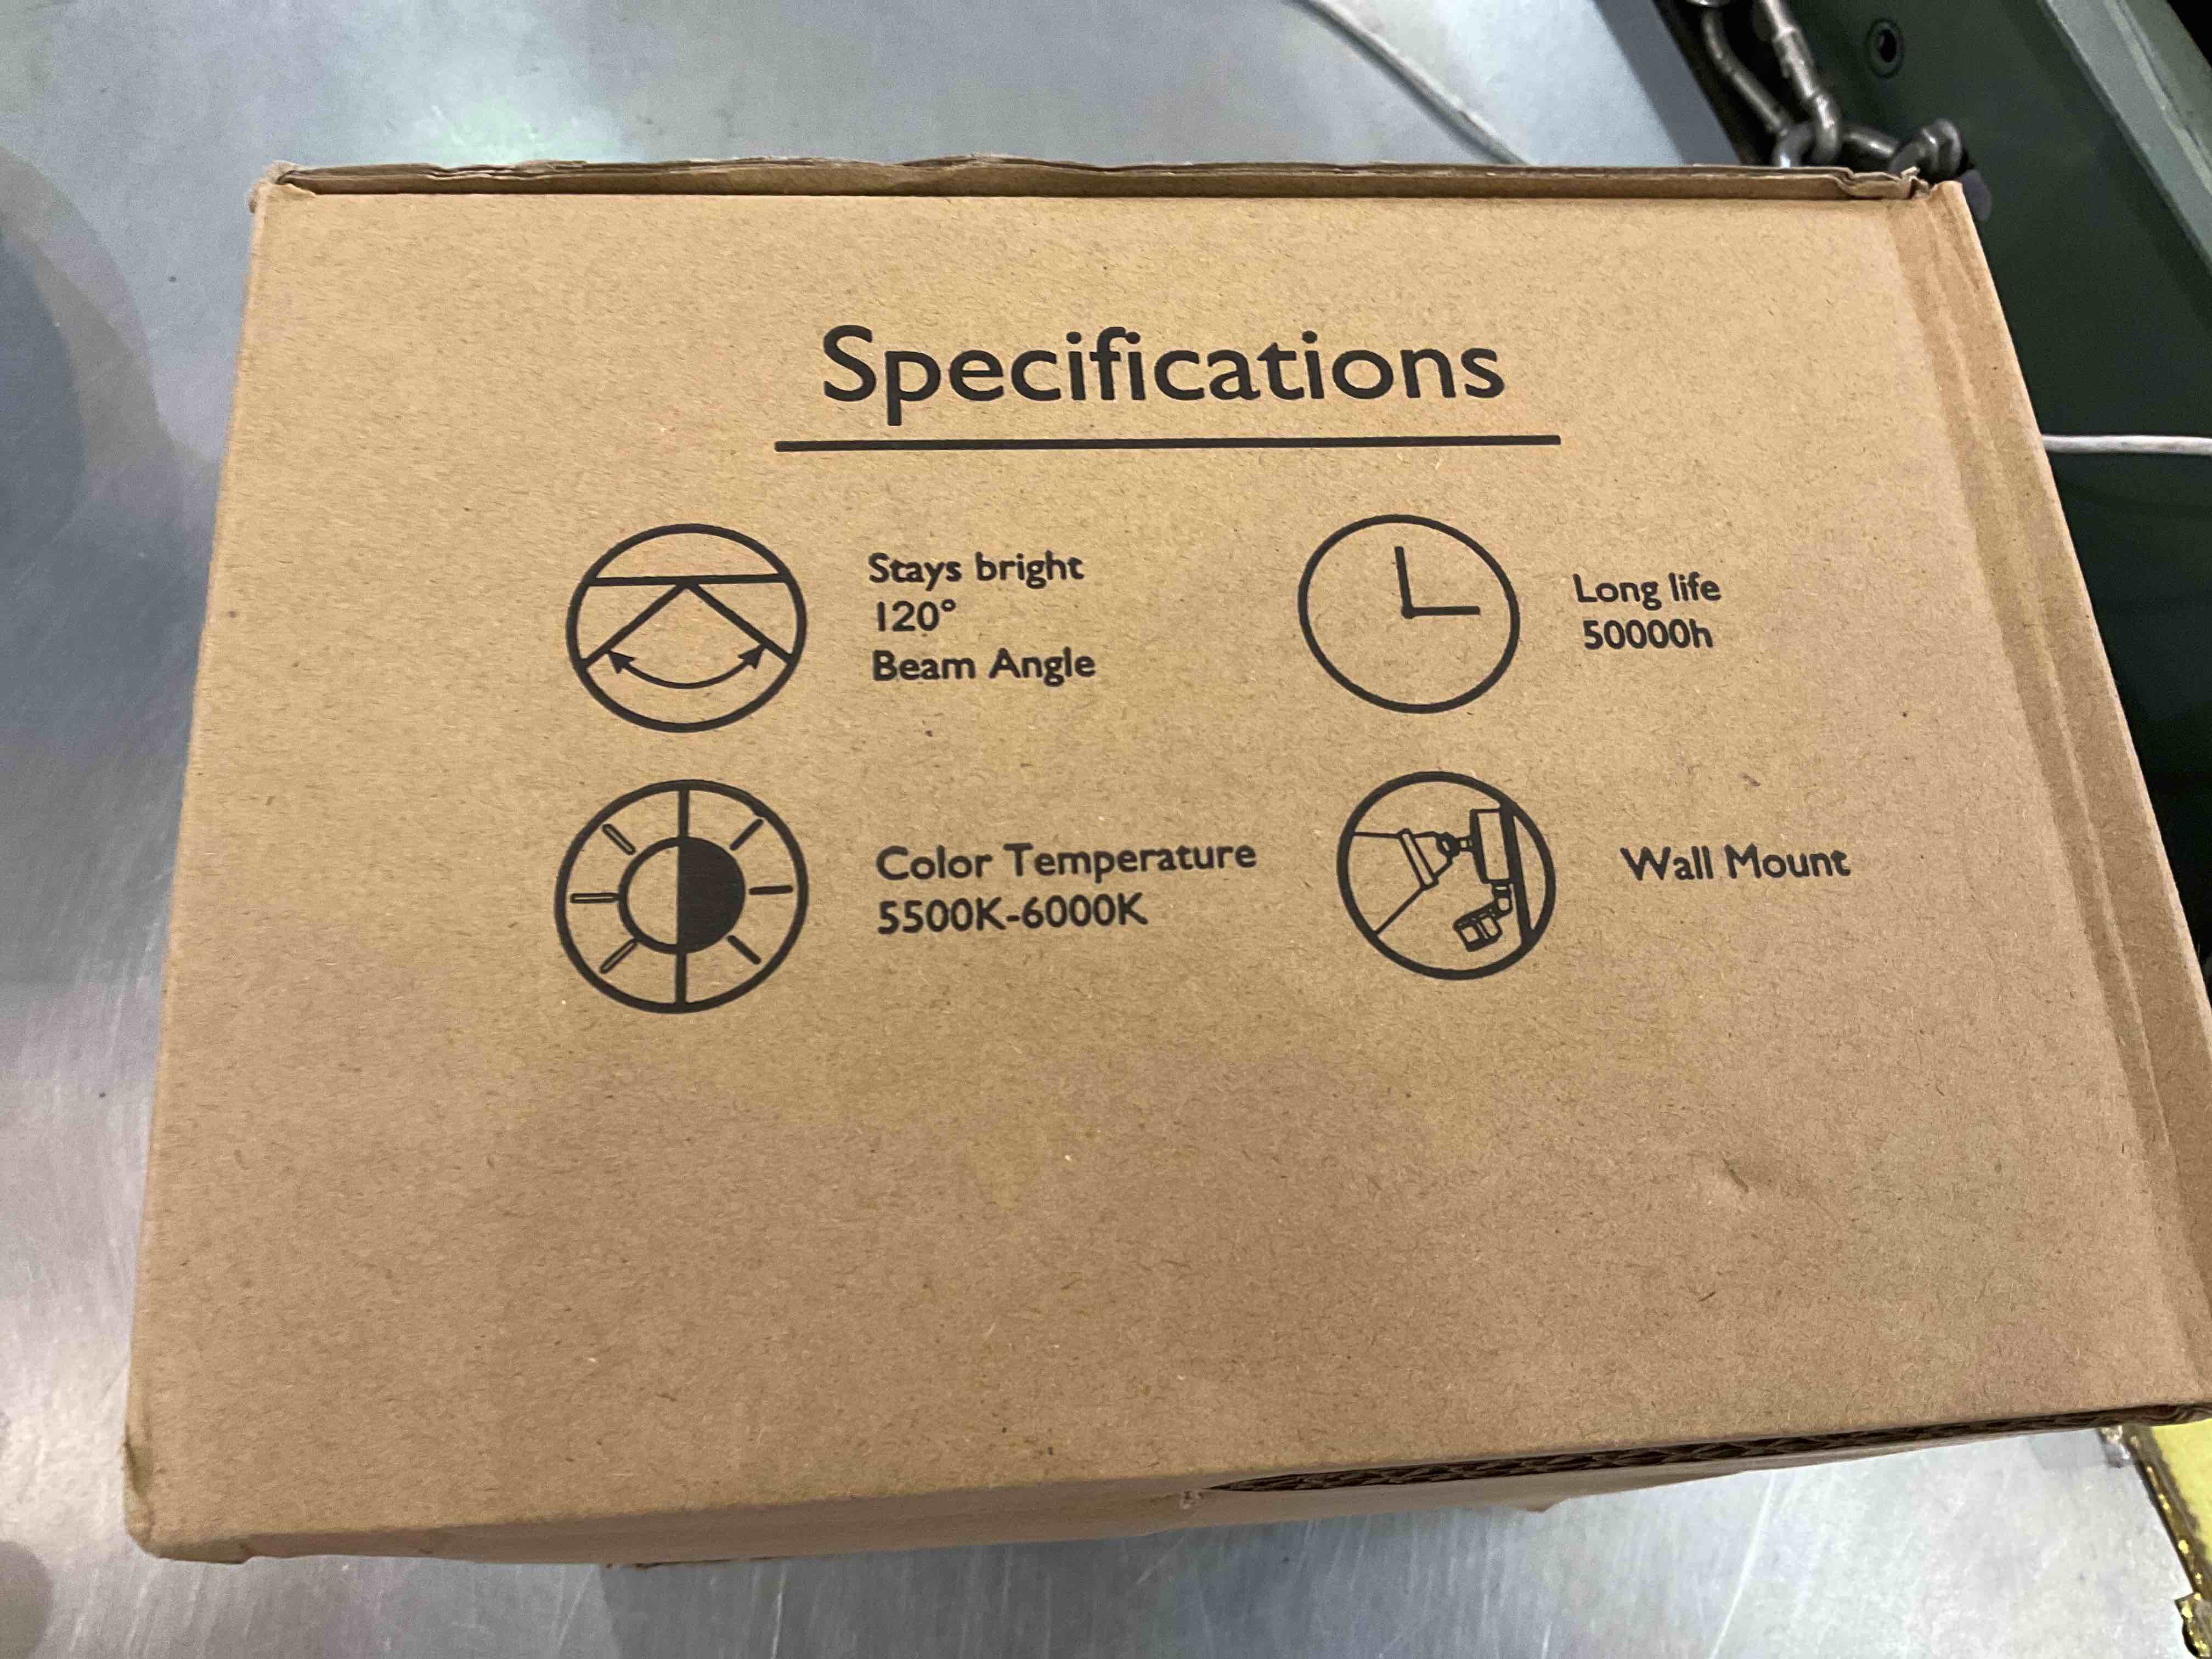 Specifications
Stays bright
120°
Beam Angle
Long life
50000h
Color Temperature
5500K-6000K
Wall Mount